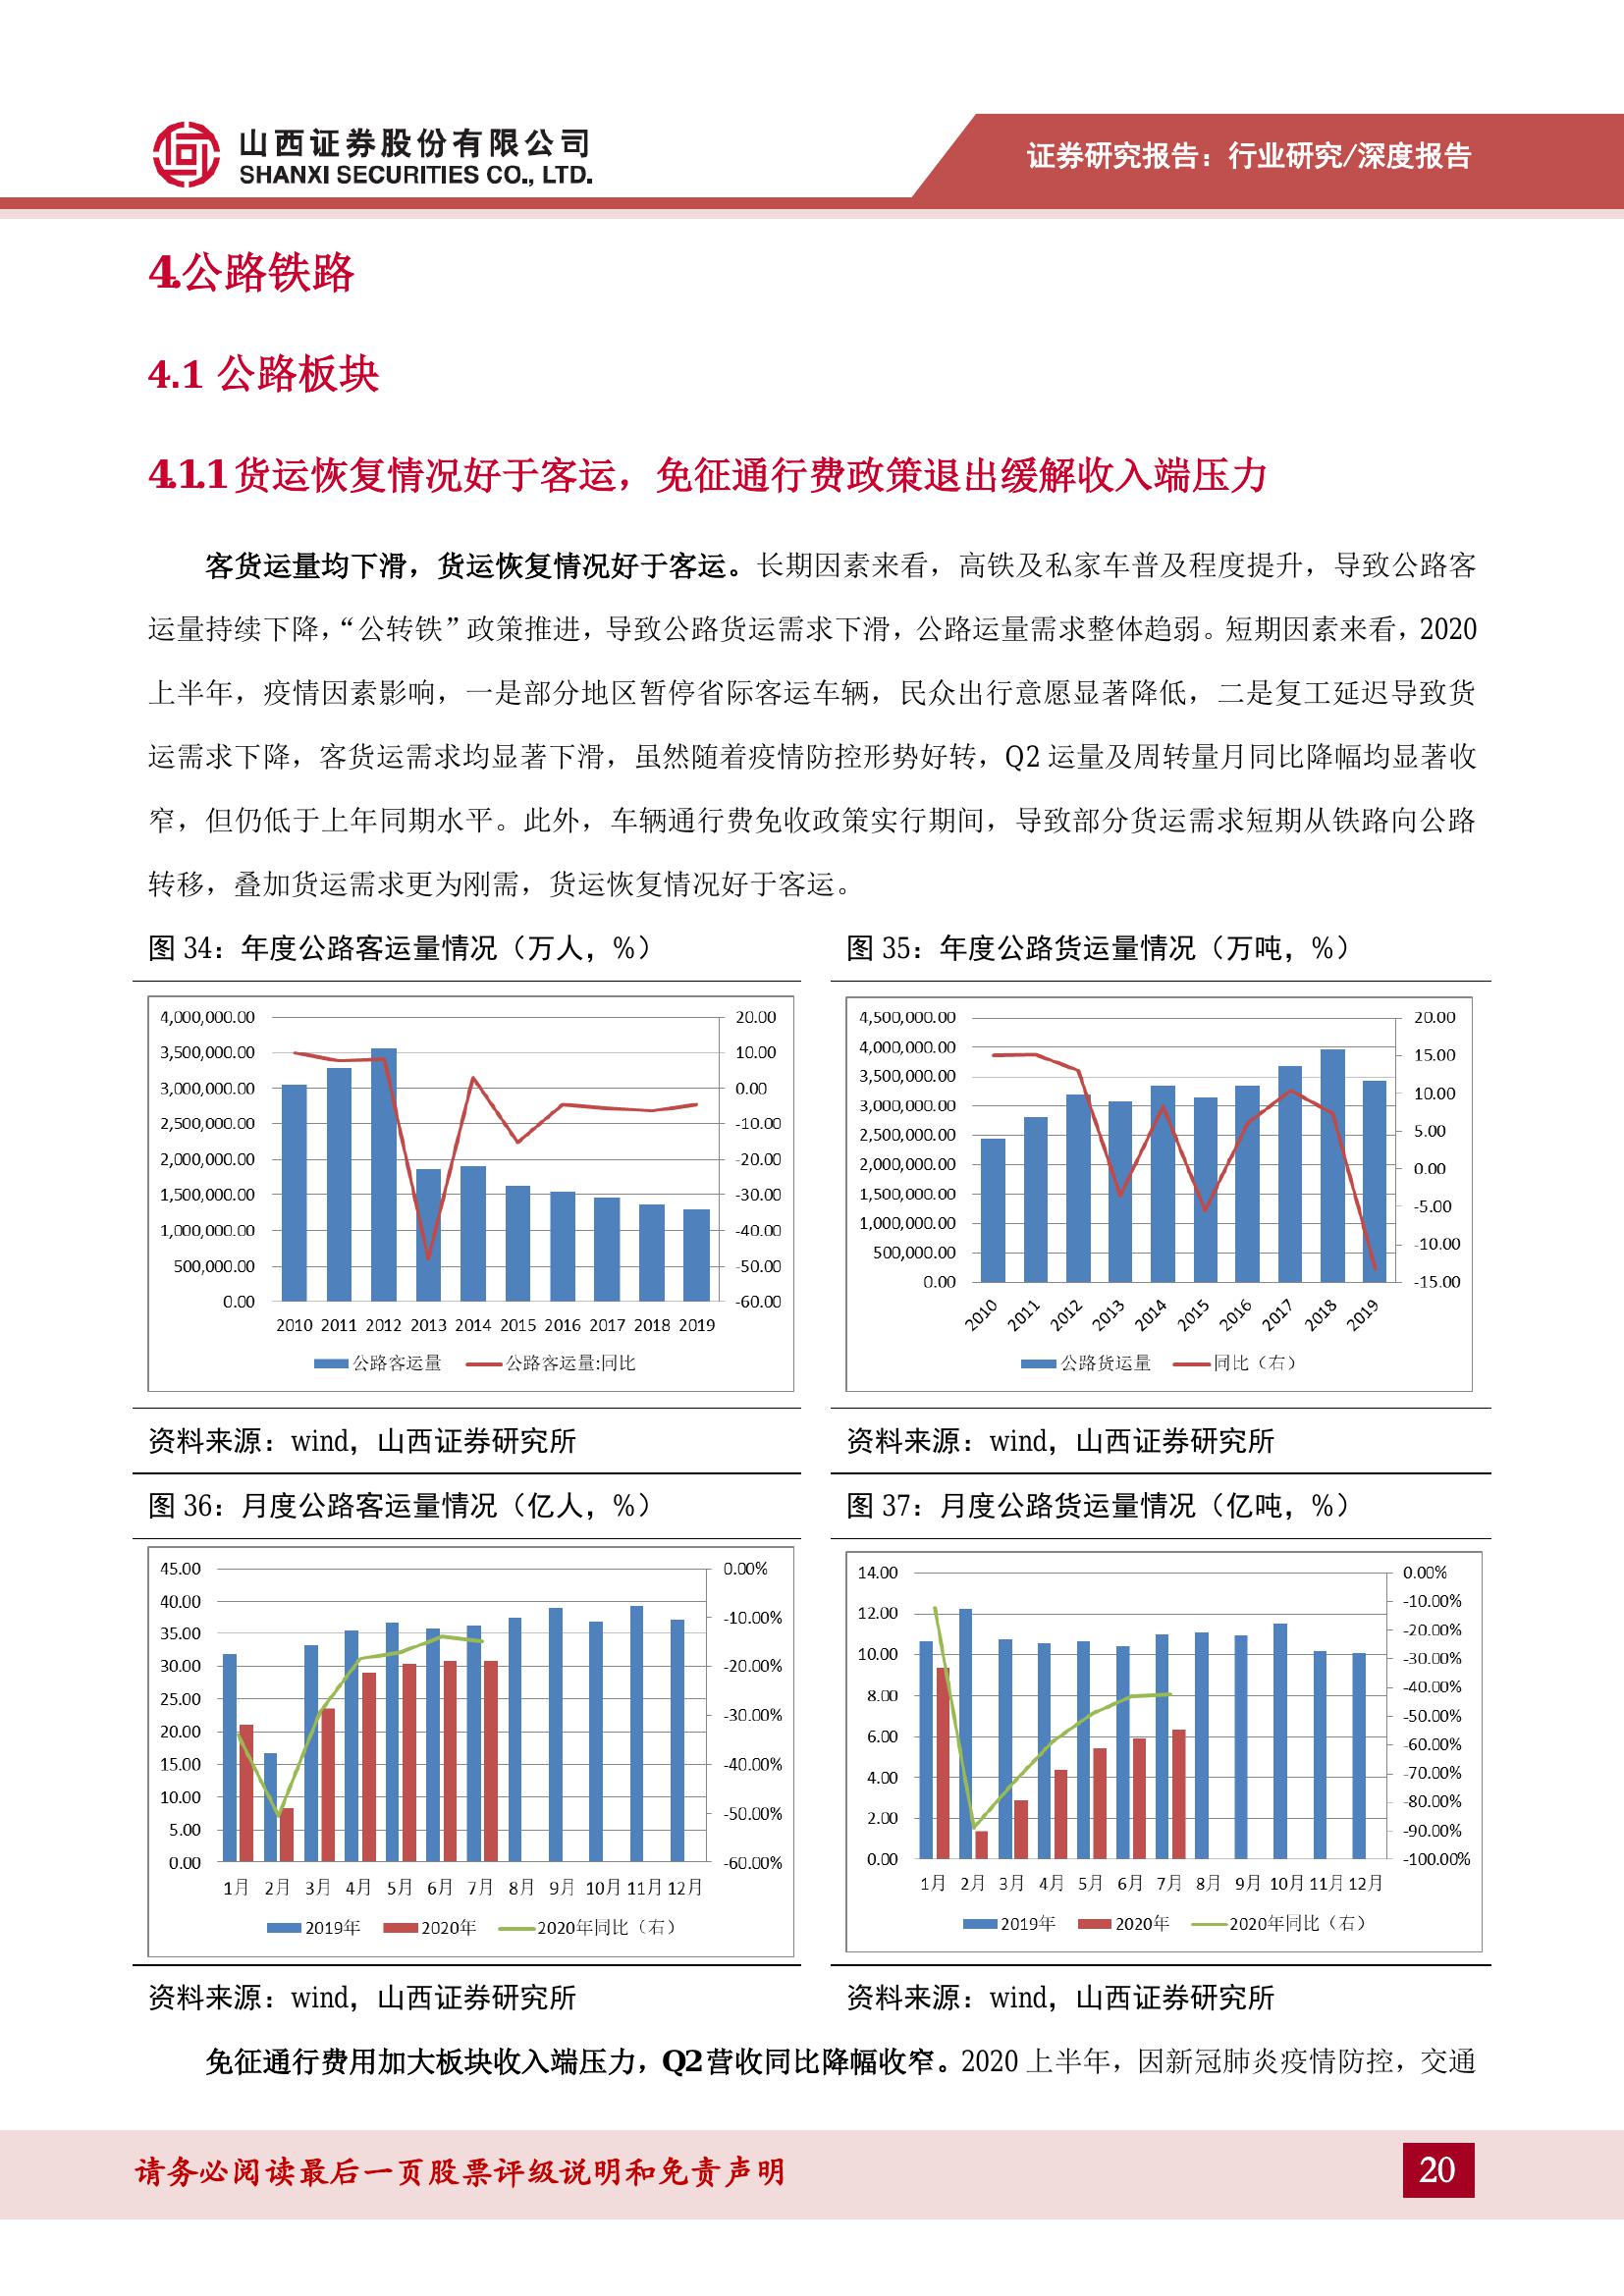 山西证券股份有限公司
SHANXI SECURITIES CO., LTD.
证券研究报告：行业研究/深度报告
4.公路铁路
4.1 公路板块
4.1.1 货运恢复情况好于客运，免征通行费政策退出缓解收入端压力
客货运量均下滑，货运恢复情况好于客运。长期因素来看，高铁及私家车普及程度提升，导致公路客
运量持续下降，“公转铁”政策推进，导致公路货运需求下滑，公路运量需求整体趋弱。短期因素来看，2020
上半年，疫情因素影响，一是部分地区暂停省际客运车辆，民众出行意愿显著降低，二是复工延迟导致货
运需求下降，客货运需求均显著下滑，虽然随着疫情防控形势好转，Q2 运量及周转量月同比降幅均显著收
窄，但仍低于上年同期水平。此外，车辆通行费免收政策实行期间，导致部分货运需求短期从铁路向公路
转移，叠加货运需求更为刚需，货运恢复情况好于客运。
图 34：年度公路客运量情况（万人，%）
4,000,000.00
3,500,000.00
3,000,000.00
2,500,000.00
2,000,000.00
1,500,000.00
1,000,000.00
500,000.00
0.00
20.00
10.00
0.00
-10.00
-20.00
-30.00
-40.00
-50.00
-60.00
2010 2011 2012 2013 2014 2015 2016 2017 2018 2019
公路客运量 公路客运量:同比
资料来源：wind，山西证券研究所
图 35：年度公路货运量情况（万吨，%）
4,500,000.00
4,000,000.00
3,500,000.00
3,000,000.00
2,500,000.00
2,000,000.00
1,500,000.00
1,000,000.00
500,000.00
0.00
20.00
15.00
10.00
5.00
0.00
-5.00
-10.00
-15.00
2010 2011 2012 2013 2014 2015 2016 2017 2018 2019
公路货运量 同比（右）
资料来源：wind，山西证券研究所
图 36：月度公路客运量情况（亿人，%）
45.00
40.00
35.00
30.00
25.00
20.00
15.00
10.00
5.00
0.00
0.00%
-10.00%
-20.00%
-30.00%
-40.00%
-50.00%
-60.00%
1月 2月 3月 4月 5月 6月 7月 8月 9月 10月 11月 12月
2019年 2020年 2020年同比（右）
资料来源：wind，山西证券研究所
图 37：月度公路货运量情况（亿吨，%）
14.00
12.00
10.00
8.00
6.00
4.00
2.00
0.00
0.00%
-10.00%
-20.00%
-30.00%
-40.00%
-50.00%
-60.00%
-70.00%
-80.00%
-90.00%
-100.00%
1月 2月 3月 4月 5月 6月 7月 8月 9月 10月 11月 12月
2019年 2020年 2020年同比（右）
资料来源：wind，山西证券研究所
免征通行费用加大板块收入端压力，Q2 营收同比降幅收窄。2020 上半年，因新冠肺炎疫情防控，交通
请务必阅读最后一页股票评级说明和免责声明
20